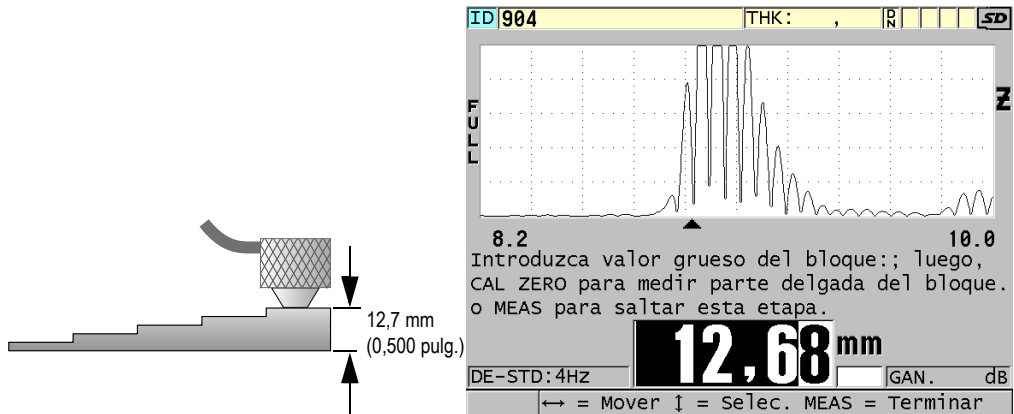 12,7 mm
(0,500 pulg.)
ID 904 THK: , DN SD
FULL
Z
8.2 10.0
Introduzca valor grueso del bloque:; luego,
CAL ZERO para medir parte delgada del bloque.
o MEAS para saltar esta etapa.
12,68 mm
DE-STD:4Hz GAN. dB
↔ = Mover ↕ = Selec. MEAS = Terminar